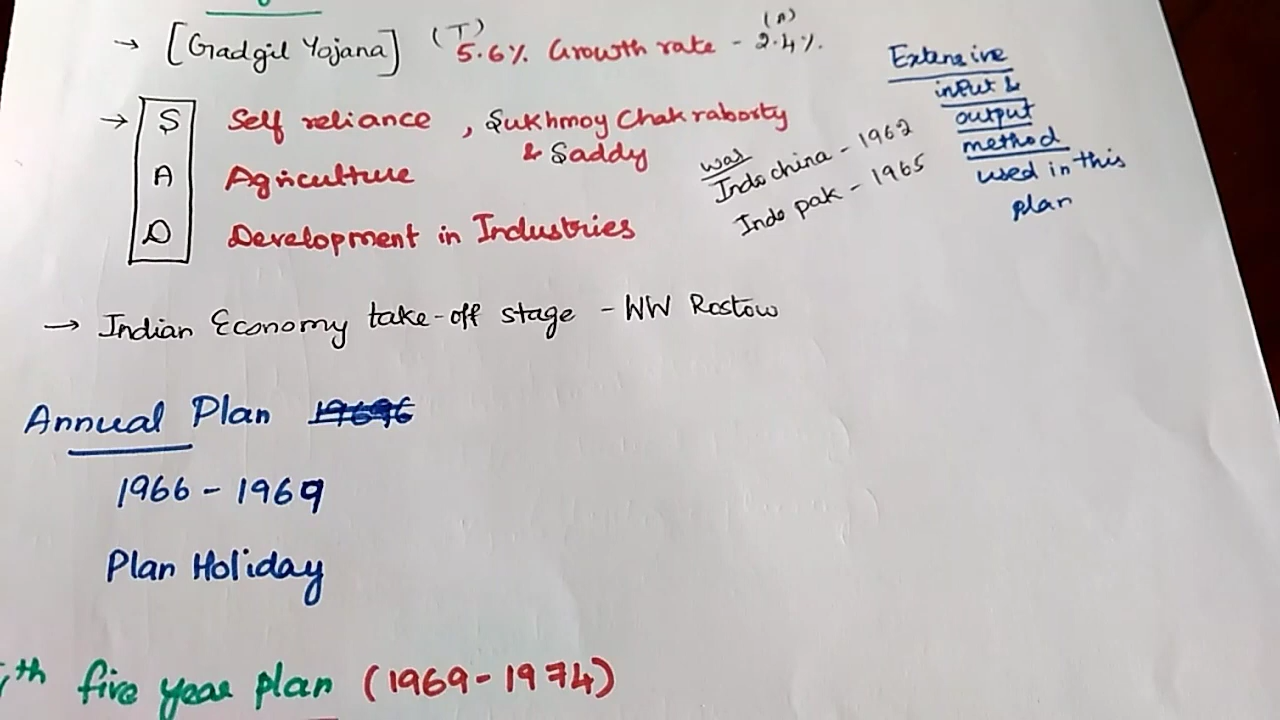 → [Gadgil Yojana] (T) 5.6% Growth rate - (A) 2.4%.
→ S Self reliance, Sukhmoy Chakraborty & Saddy
A Agriculture
D Development in Industries
war
Indo china - 1962
Indo pak - 1965
Extensive
input &
output
method
used in this
plan
→ Indian Economy take-off stage - WW Rostow
Annual Plan
1966 - 1969
Plan Holiday
th five year plan (1969 - 1974)